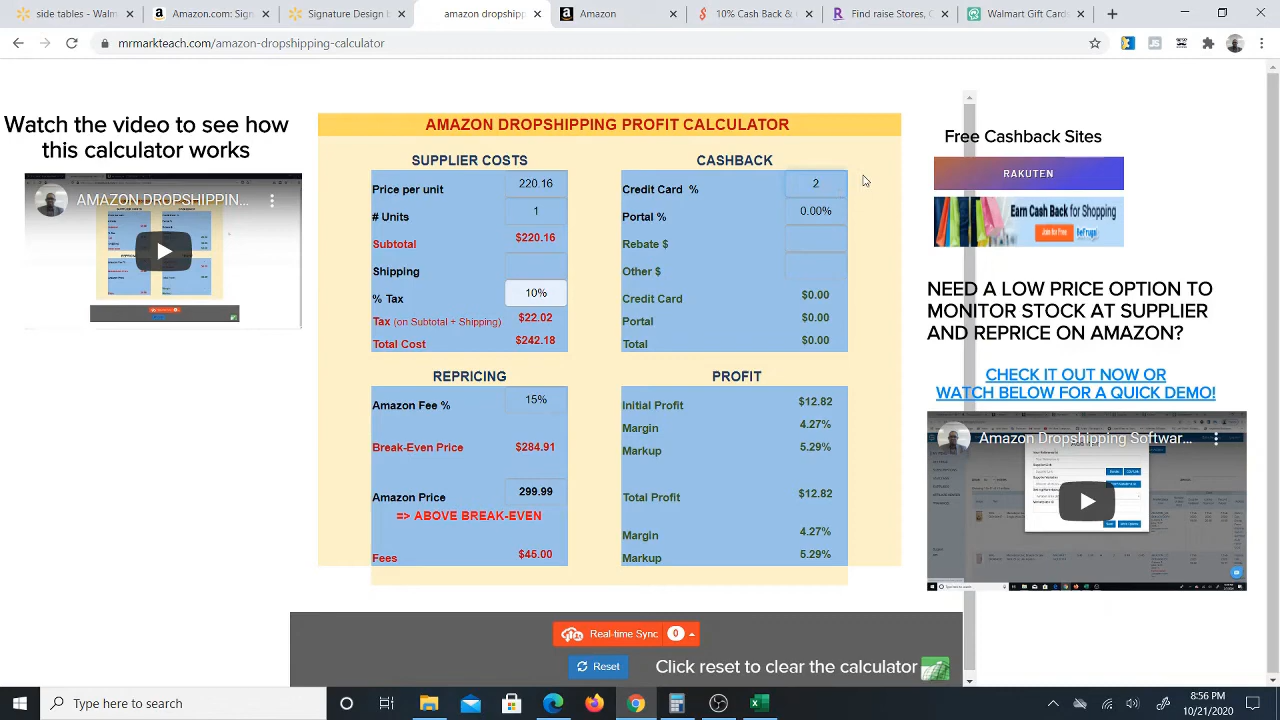 side tables
Amazon.com:
Signature Design b
amazon dropshippi
Amazon
10% Cash Back &
Find raise Stores, C
Walmart Gift Cards
mrmarkteach.com/amazon-dropshipping-calculator
Watch the video to see how
this calculator works
AMAZON DROPSHIPPIN...
AMAZON DROPSHIPPING PROFIT CALCULATOR
SUPPLIER COSTS
Price per unit 220.16
# Units 1
Subtotal $220.16
Shipping
% Tax 10%
Tax (on Subtotal + Shipping) $22.02
Total Cost $242.18
CASHBACK
Credit Card % 2
Portal % 0.00%
Rebate $
Other $
Credit Card $0.00
Portal $0.00
Total $0.00
REPRICING
Amazon Fee % 15%
Break-Even Price $284.91
Amazon Price 299.99
=> ABOVE BREAK-EVEN
Fees $45.00
PROFIT
Initial Profit $12.82
Margin 4.27%
Markup 5.29%
Total Profit $12.82
Margin 4.27%
Markup 5.29%
Real-time Sync 0
Reset
Click reset to clear the calculator
Free Cashback Sites
RAKUTEN
Earn Cash Back for Shopping
Join for Free BeFrugal
NEED A LOW PRICE OPTION TO
MONITOR STOCK AT SUPPLIER
AND REPRICE ON AMAZON?
CHECK IT OUT NOW OR
WATCH BELOW FOR A QUICK DEMO!
Amazon Dropshipping Softwar...
Type here to search
8:56 PM
10/21/2020